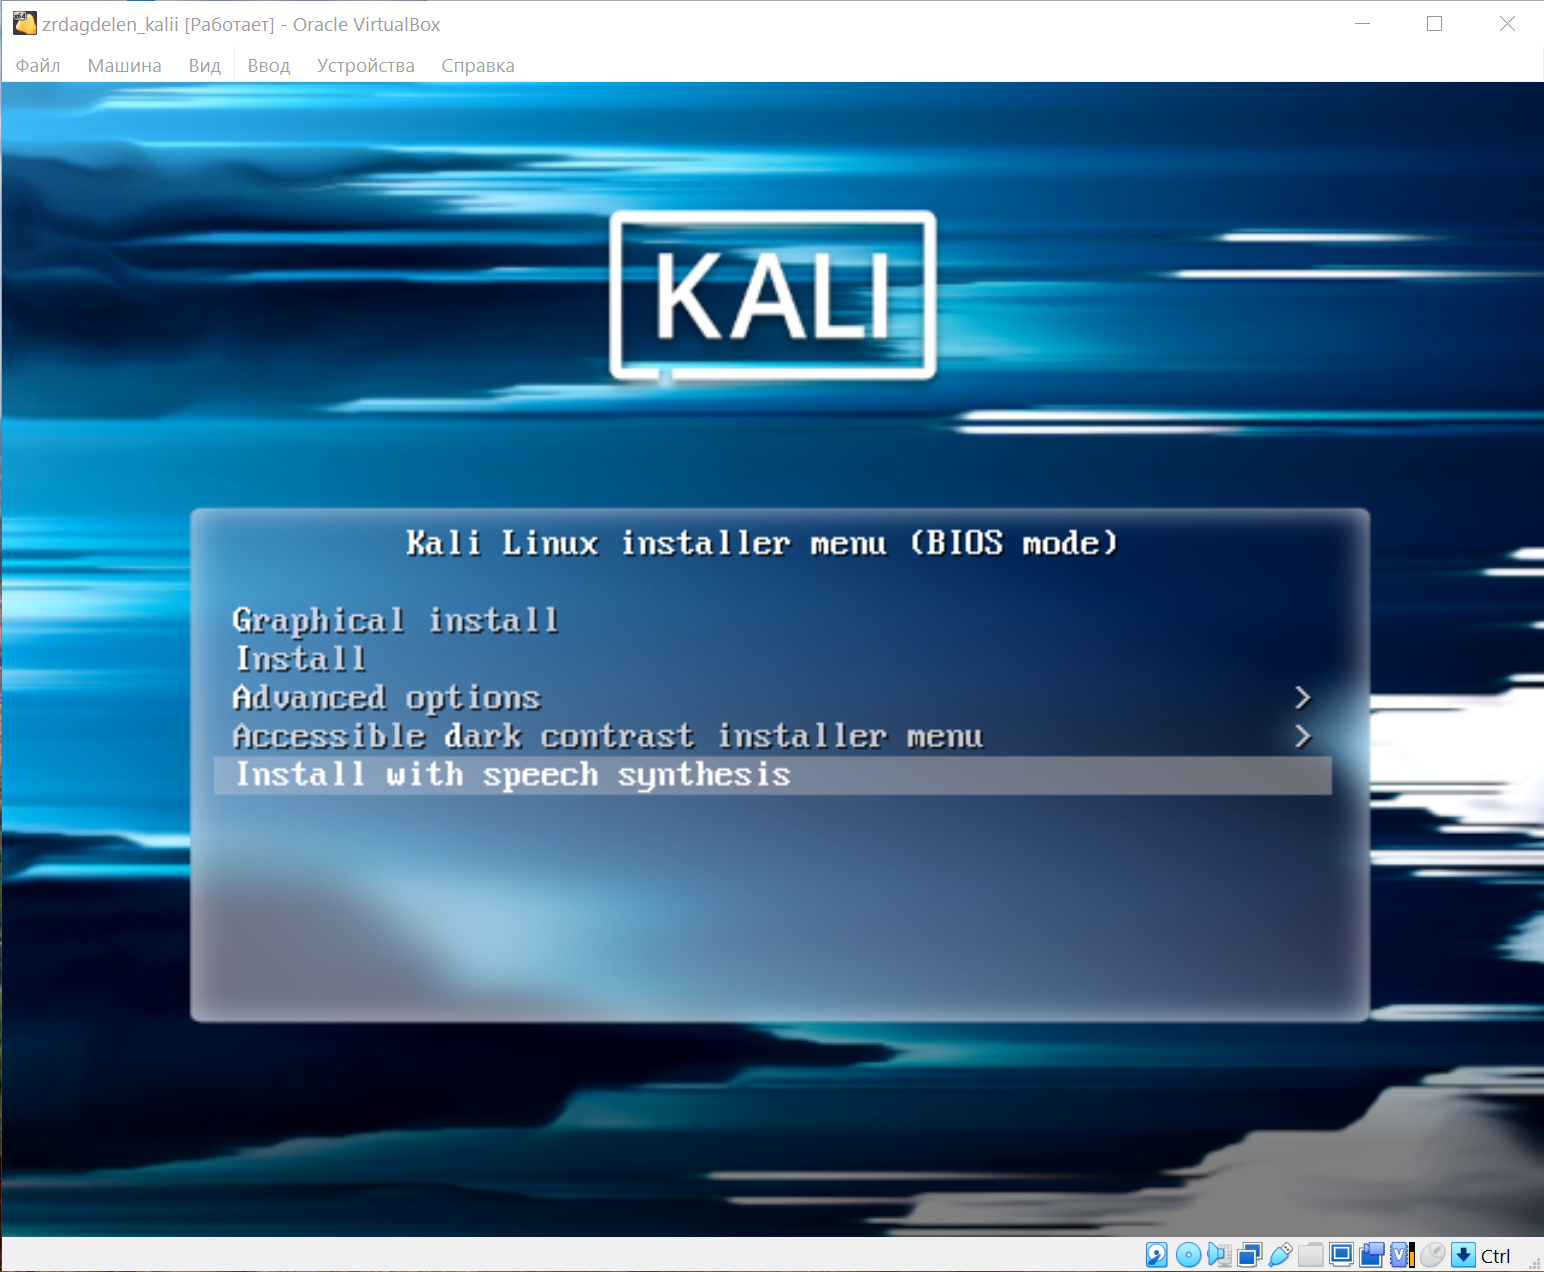 zrdagdelen_kalii [Работает] - Oracle VirtualBox
Файл Машина Вид Ввод Устройства Справка
KALI
Kali Linux installer menu (BIOS mode)
Graphical install
Install
Advanced options >
Accessible dark contrast installer menu >
Install with speech synthesis
Ctrl